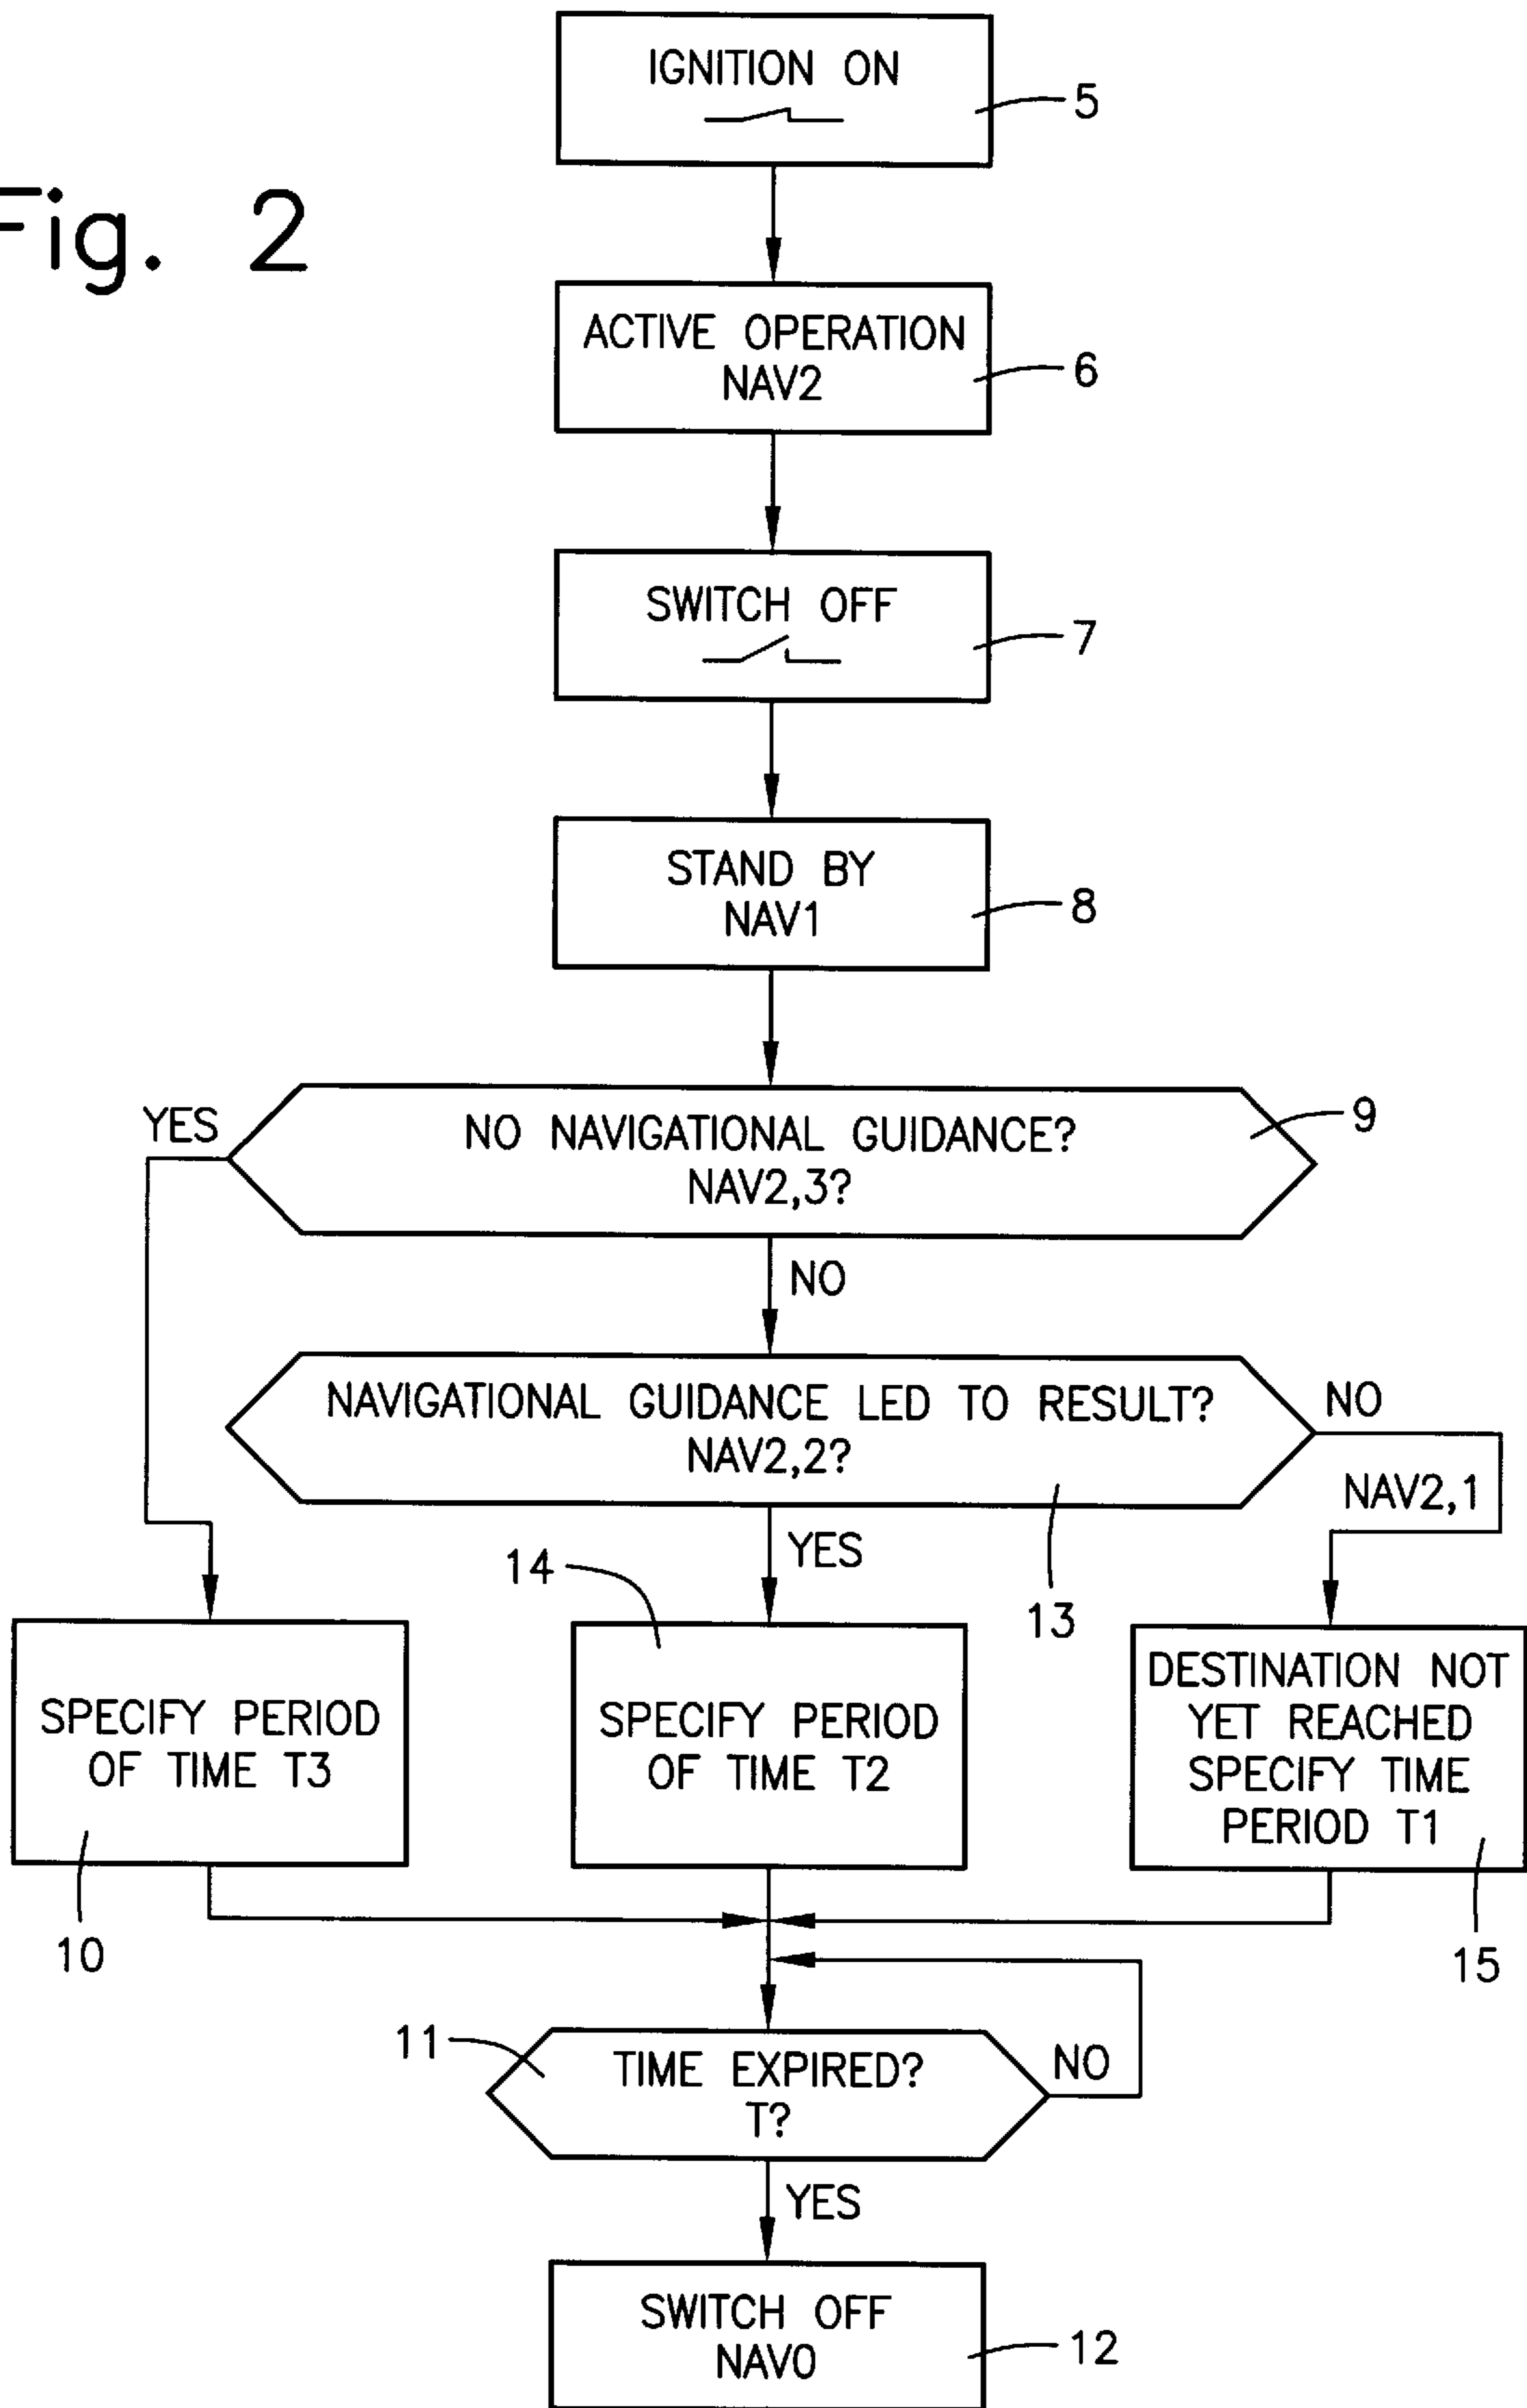 IGNITION ON
5
Fig. 2
ACTIVE OPERATION
NAV2
6
SWITCH OFF
7
STAND BY
NAV1
8
YES
NO NAVIGATIONAL GUIDANCE?
NAV2,3?
9
NO
NAVIGATIONAL GUIDANCE LED TO RESULT?
NAV2,2?
NO
NAV2,1
13
YES
14
SPECIFY PERIOD
OF TIME T3
10
SPECIFY PERIOD
OF TIME T2
DESTINATION NOT
YET REACHED
SPECIFY TIME
PERIOD T1
15
11
TIME EXPIRED?
T?
NO
YES
SWITCH OFF
NAV0
12